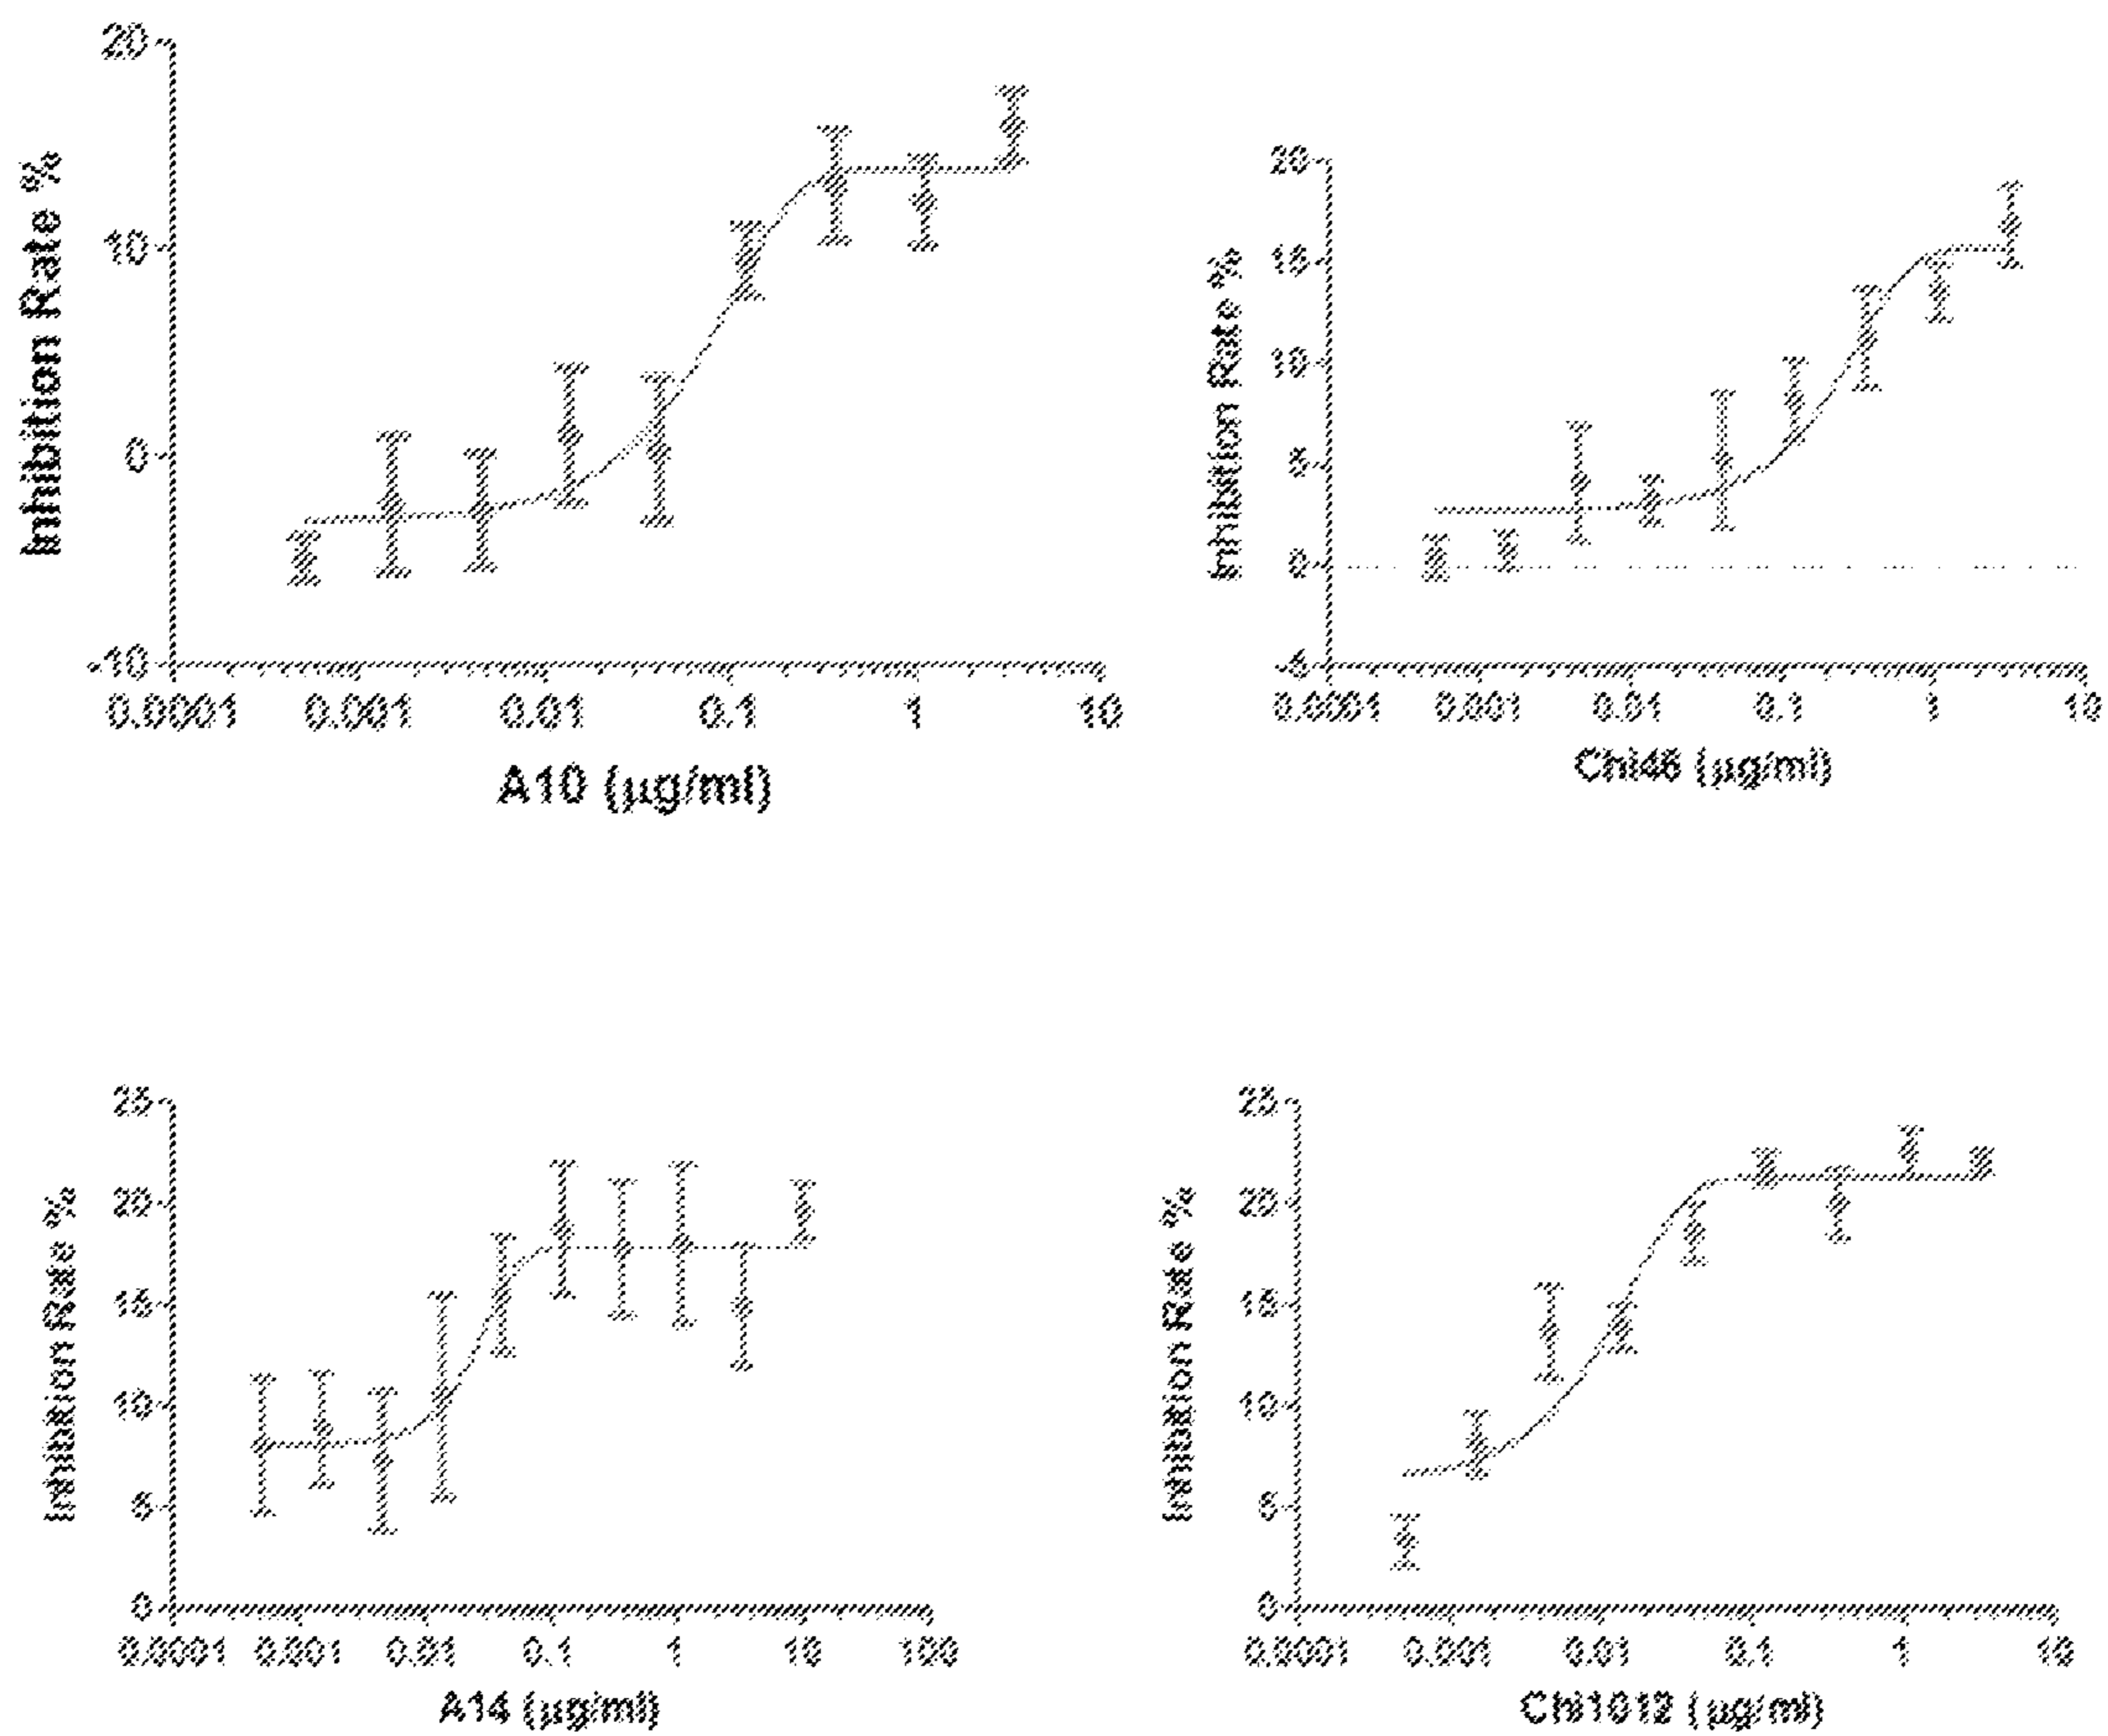 Inhibition Rate %
20
10
0
-10
0.0001 0.001 0.01 0.1 1 10
A10 (µg/ml)
Inhibition Rate %
20
15
10
5
0
-5
0.0001 0.001 0.01 0.1 1 10
Chi46 (µg/ml)
Inhibition Rate %
25
20
15
10
5
0
0.0001 0.001 0.01 0.1 1 10 100
A14 (µg/ml)
Inhibition Rate %
25
20
15
10
5
0
0.0001 0.001 0.01 0.1 1 10
Chi1012 (µg/ml)